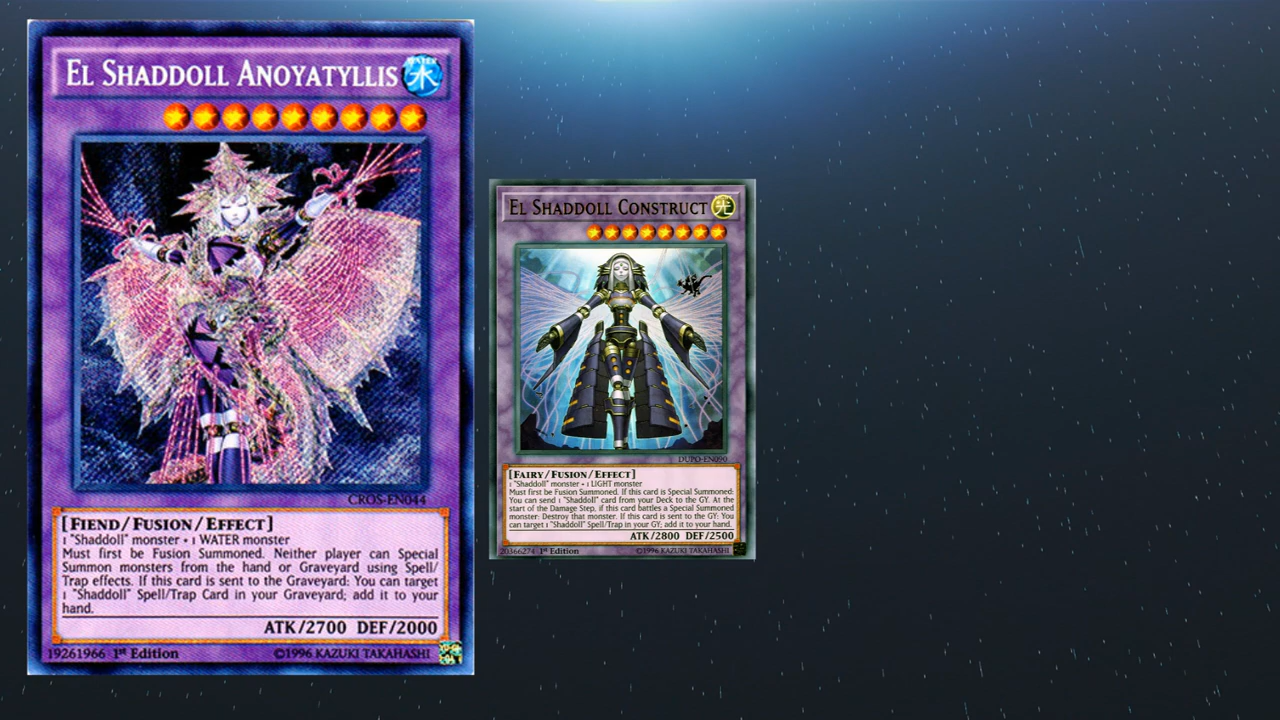 EL SHADDOLL ANOYATYLLIS
WATER
水
CROS-EN044
[FIEND/FUSION/EFFECT]
1 "Shaddoll" monster + 1 WATER monster
Must first be Fusion Summoned. Neither player can Special
Summon monsters from the hand or Graveyard using Spell/
Trap effects. If this card is sent to the Graveyard: You can target
1 "Shaddoll" Spell/Trap Card in your Graveyard; add it to your
hand.
ATK/2700 DEF/2000
19261966 1st Edition ©1996 KAZUKI TAKAHASHI
EL SHADDOLL CONSTRUCT
光
DUPO-EN090
[FAIRY/FUSION/EFFECT]
1 "Shaddoll" monster + 1 LIGHT monster
Must first be Fusion Summoned. If this card is Special Summoned:
You can send 1 "Shaddoll" card from your Deck to the GY. At the
start of the Damage Step, if this card battles a Special Summoned
monster: Destroy that monster. If this card is sent to the GY: You
can target 1 "Shaddoll" Spell/Trap in your GY; add it to your hand.
ATK/2800 DEF/2500
20366274 1st Edition ©1996 KAZUKI TAKAHASHI